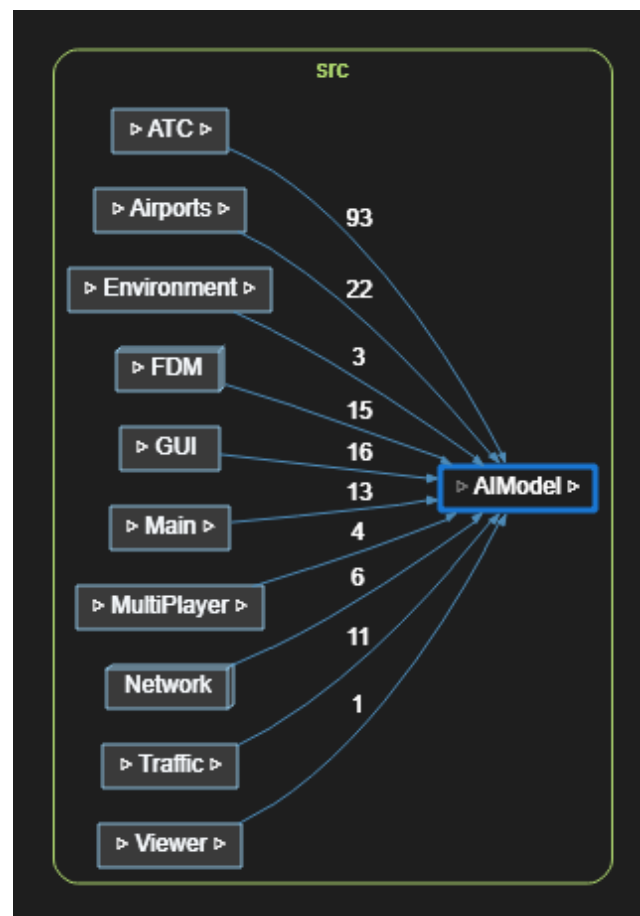 src
▹ ATC ▹
93
▹ Airports ▹
22
▹ Environment ▹
3
▹ FDM
15
▹ GUI
16
▹ AIModel ▹
13
▹ Main ▹
4
▹ MultiPlayer ▹
6
11
Network
1
▹ Traffic ▹
▹ Viewer ▹